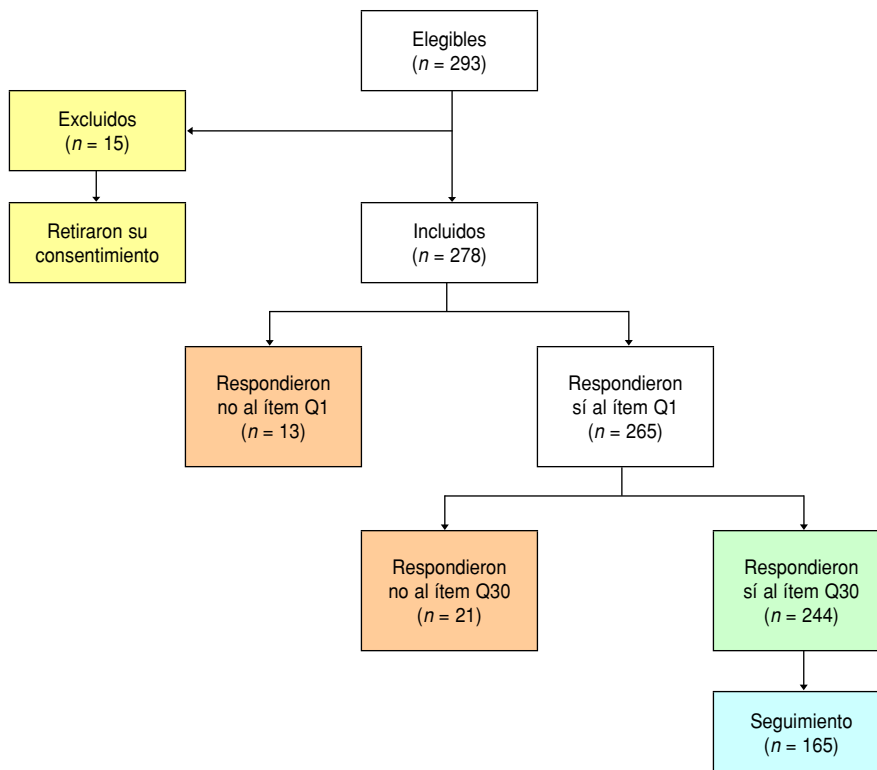 Elegibles
(n = 293)
Excluidos
(n = 15)
Retiraron su
consentimiento
Incluidos
(n = 278)
Respondieron
no al ítem Q1
(n = 13)
Respondieron
sí al ítem Q1
(n = 265)
Respondieron
no al ítem Q30
(n = 21)
Respondieron
sí al ítem Q30
(n = 244)
Seguimiento
(n = 165)